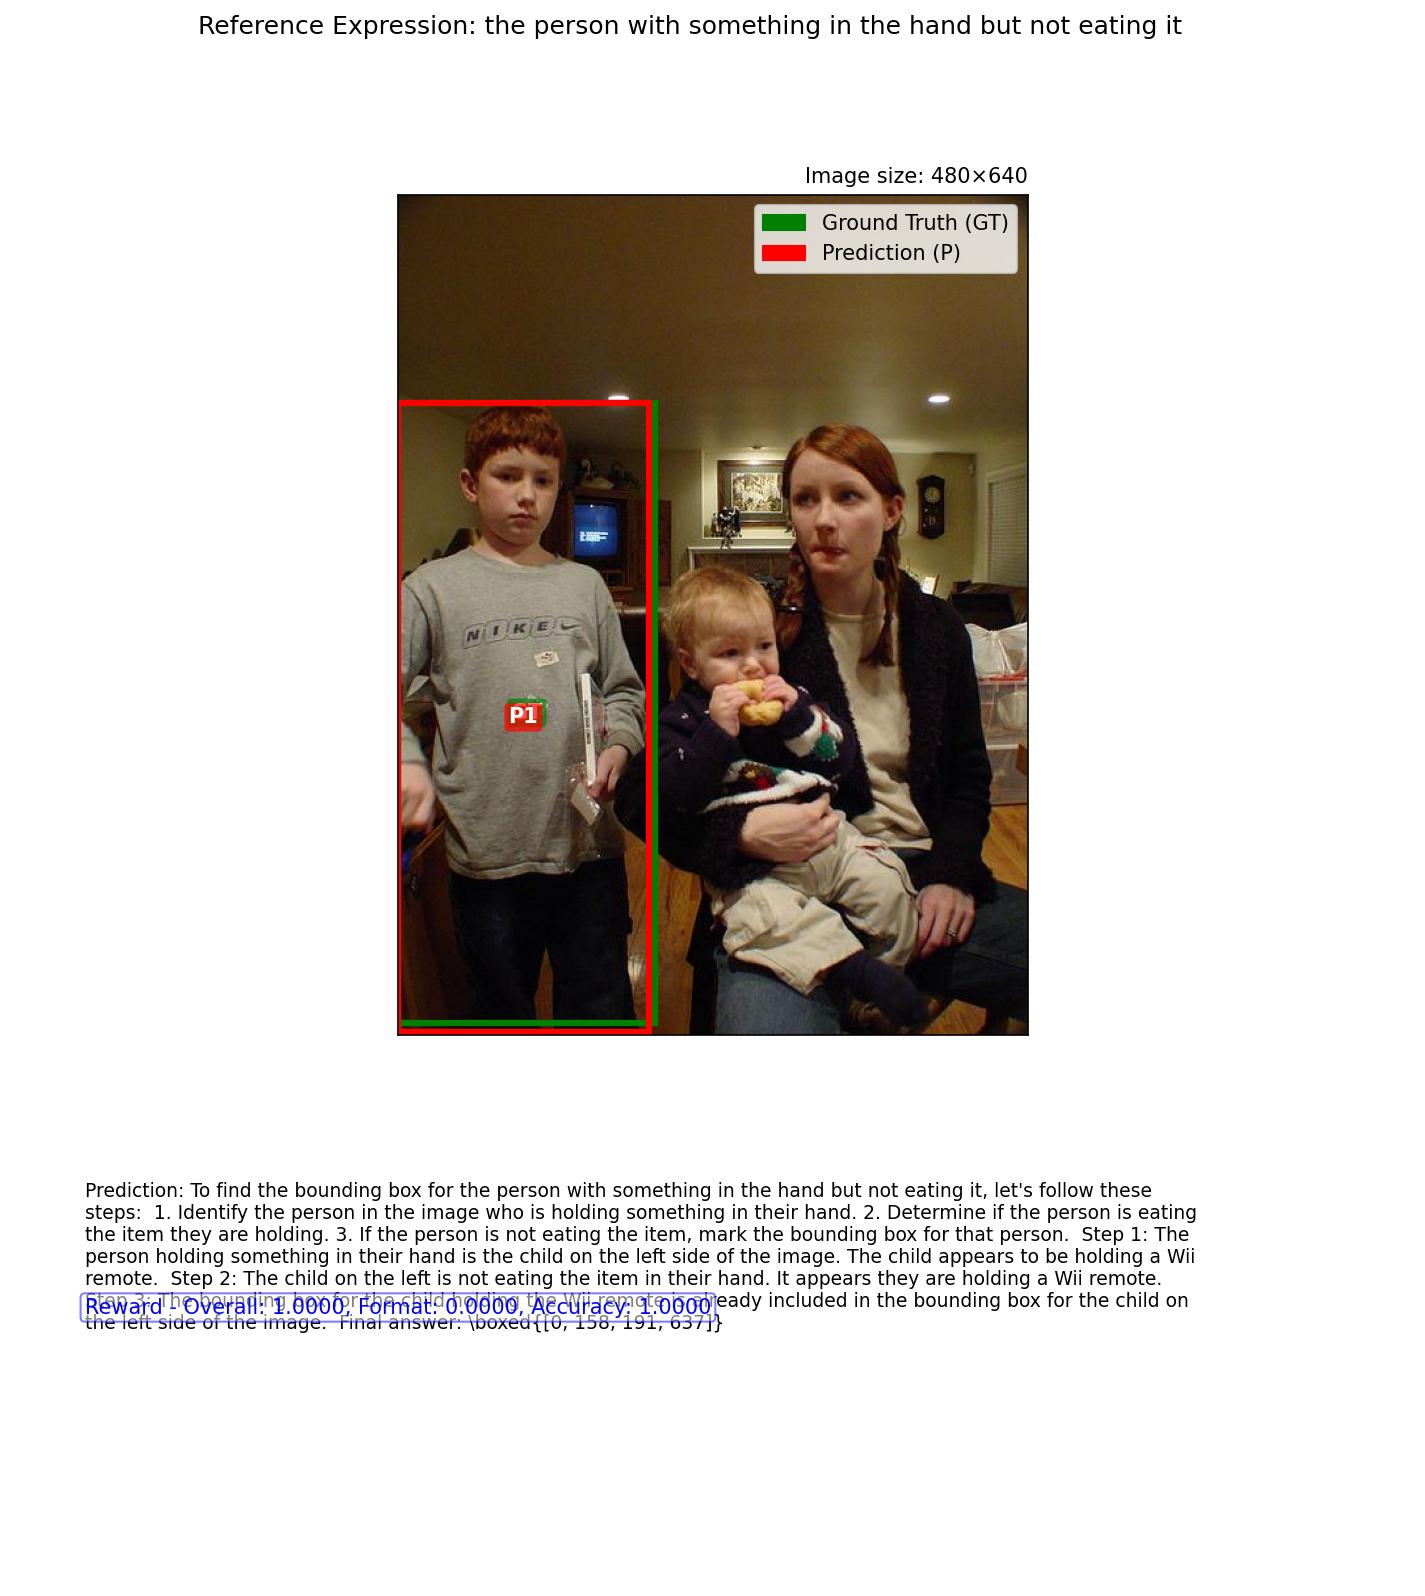 Reference Expression: the person with something in the hand but not eating it
Image size: 480×640
Ground Truth (GT)
Prediction (P)
NIKE
P1
Prediction: To find the bounding box for the person with something in the hand but not eating it, let's follow these
steps:  1. Identify the person in the image who is holding something in their hand. 2. Determine if the person is eating
the item they are holding. 3. If the person is not eating the item, mark the bounding box for that person.  Step 1: The
person holding something in their hand is the child on the left side of the image. The child appears to be holding a Wii
remote.  Step 2: The child on the left is not eating the item in their hand. It appears they are holding a Wii remote.
Step 3: The bounding box for the child holding the Wii remote is already included in the bounding box for the child on
Reward - Overall: 1.0000, Format: 0.0000, Accuracy: 1.0000
the left side of the image.  Final answer: \boxed{[0, 158, 191, 637]}